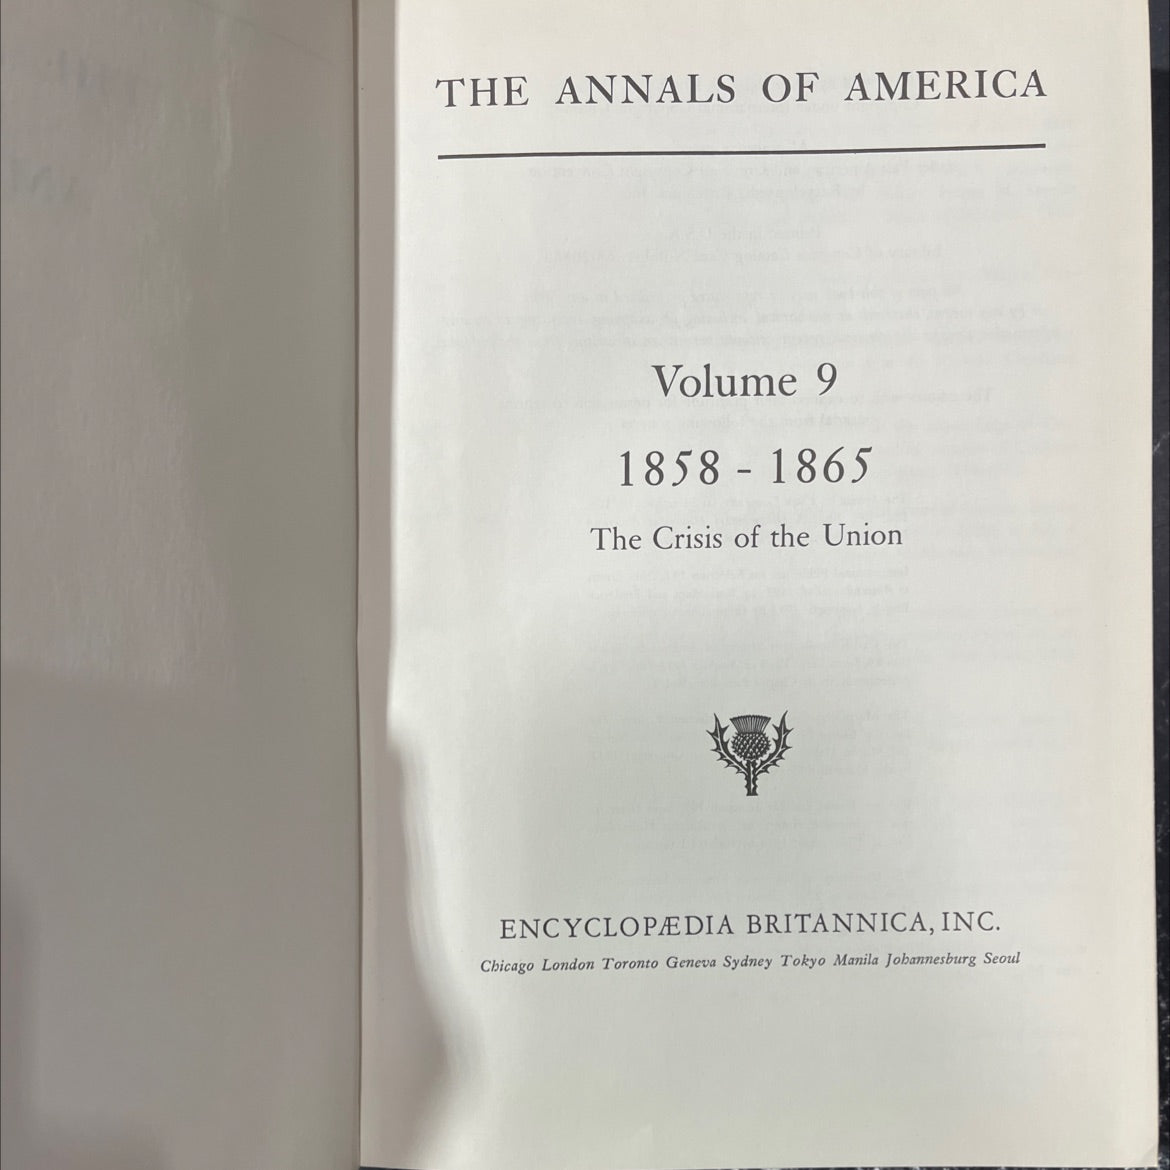 THE ANNALS OF AMERICA
Volume 9
1858 - 1865
The Crisis of the Union
ENCYCLOPÆDIA BRITANNICA, INC.
Chicago London Toronto Geneva Sydney Tokyo Manila Johannesburg Seoul